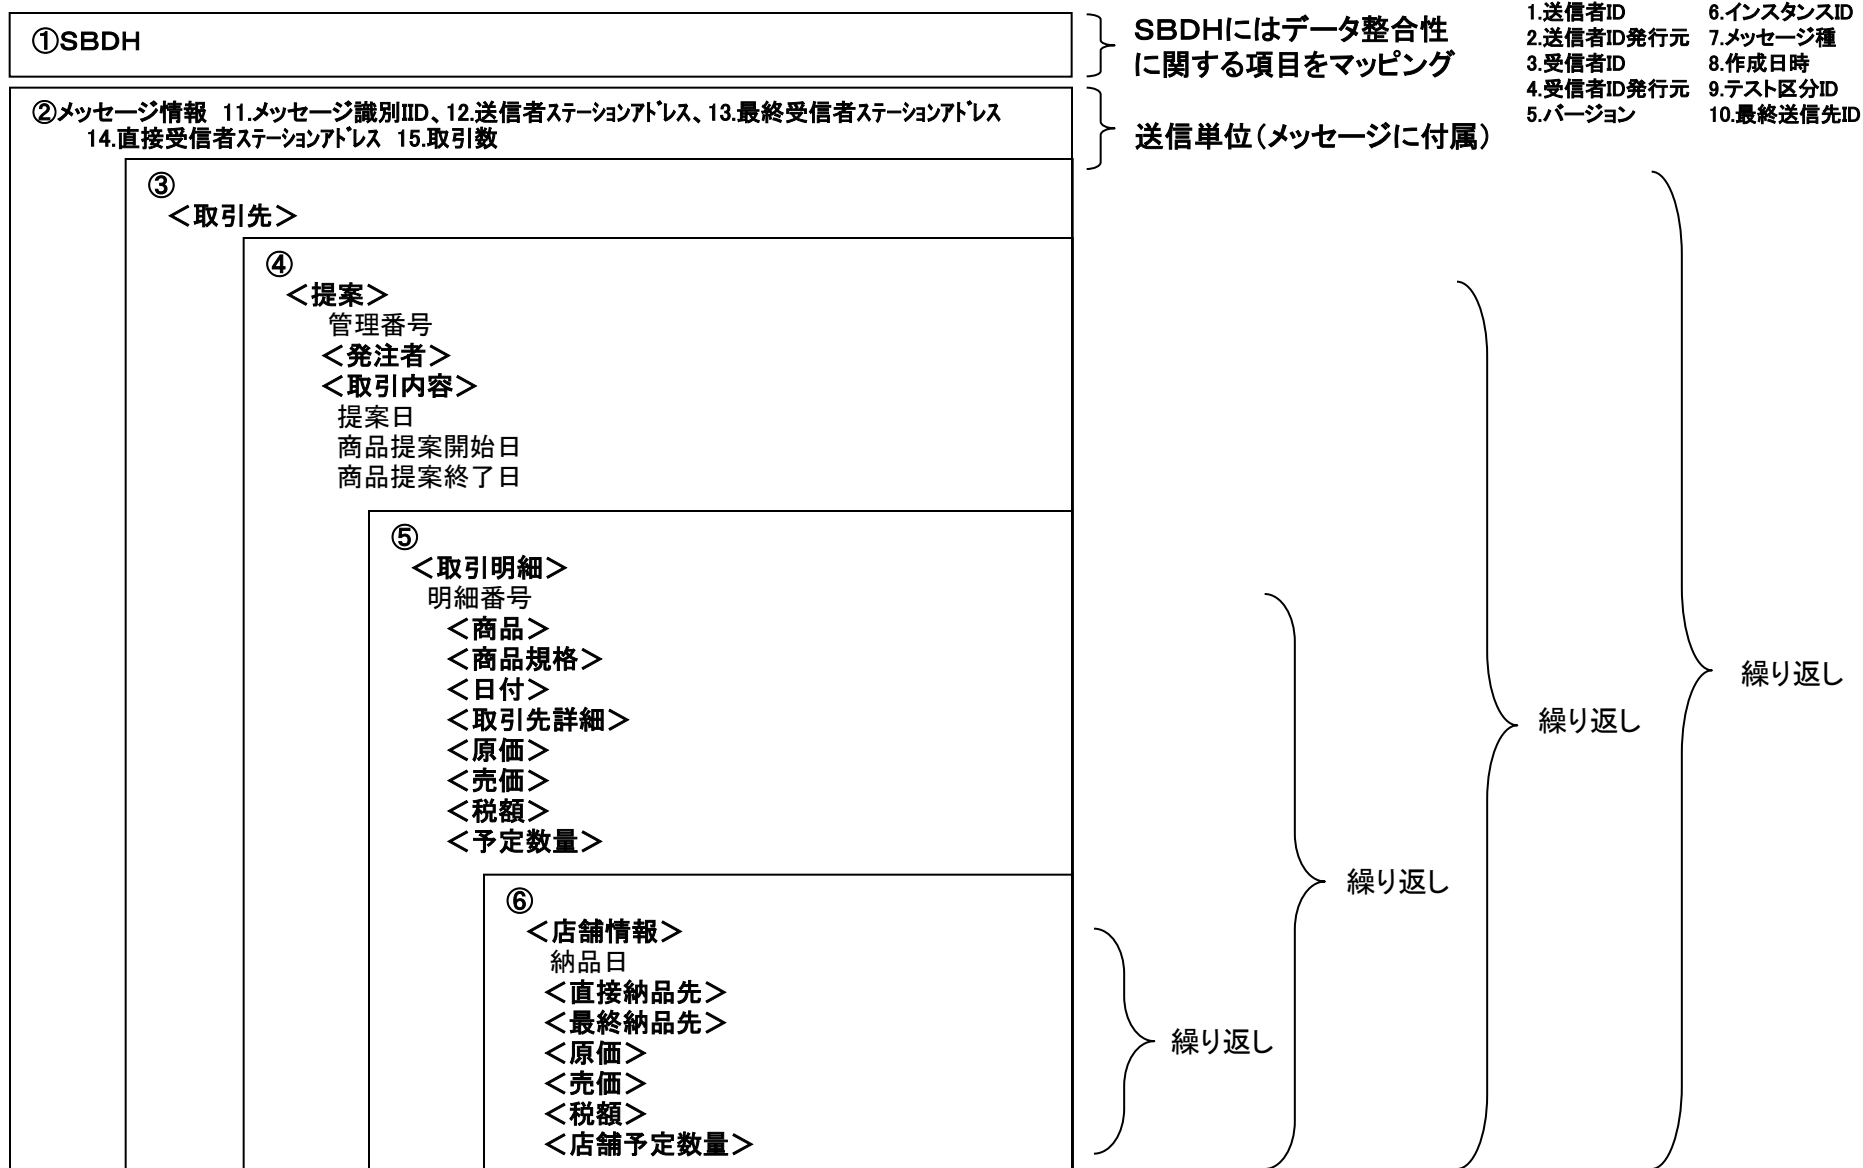 ①SBDH
SBDHにはデータ整合性
に関する項目をマッピング
1.送信者ID
2.送信者ID発行元
3.受信者ID
4.受信者ID発行元
5.バージョン
6.インスタンスID
7.メッセージ種
8.作成日時
9.テスト区分ID
10.最終送信先ID
②メッセージ情報 11.メッセージ識別IID、12.送信者ステーションアドレス、13.最終受信者ステーションアドレス
14.直接受信者ステーションアドレス 15.取引数
送信単位(メッセージに付属)
③
<取引先>
④
<提案>
管理番号
<発注者>
<取引内容>
提案日
商品提案開始日
商品提案終了日
⑤
<取引明細>
明細番号
<商品>
<商品規格>
<日付>
<取引先詳細>
<原価>
<売価>
<税額>
<予定数量>
⑥
<店舗情報>
納品日
<直接納品先>
<最終納品先>
<原価>
<売価>
<税額>
<店舗予定数量>
繰り返し
繰り返し
繰り返し
繰り返し